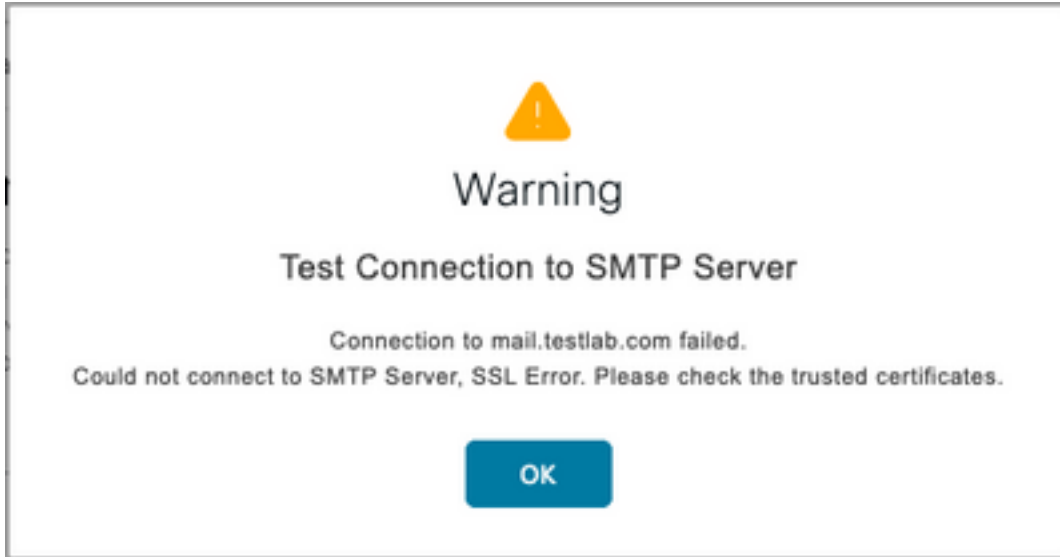 Warning
Test Connection to SMTP Server
Connection to mail.testlab.com failed.
Could not connect to SMTP Server, SSL Error. Please check the trusted certificates.
OK